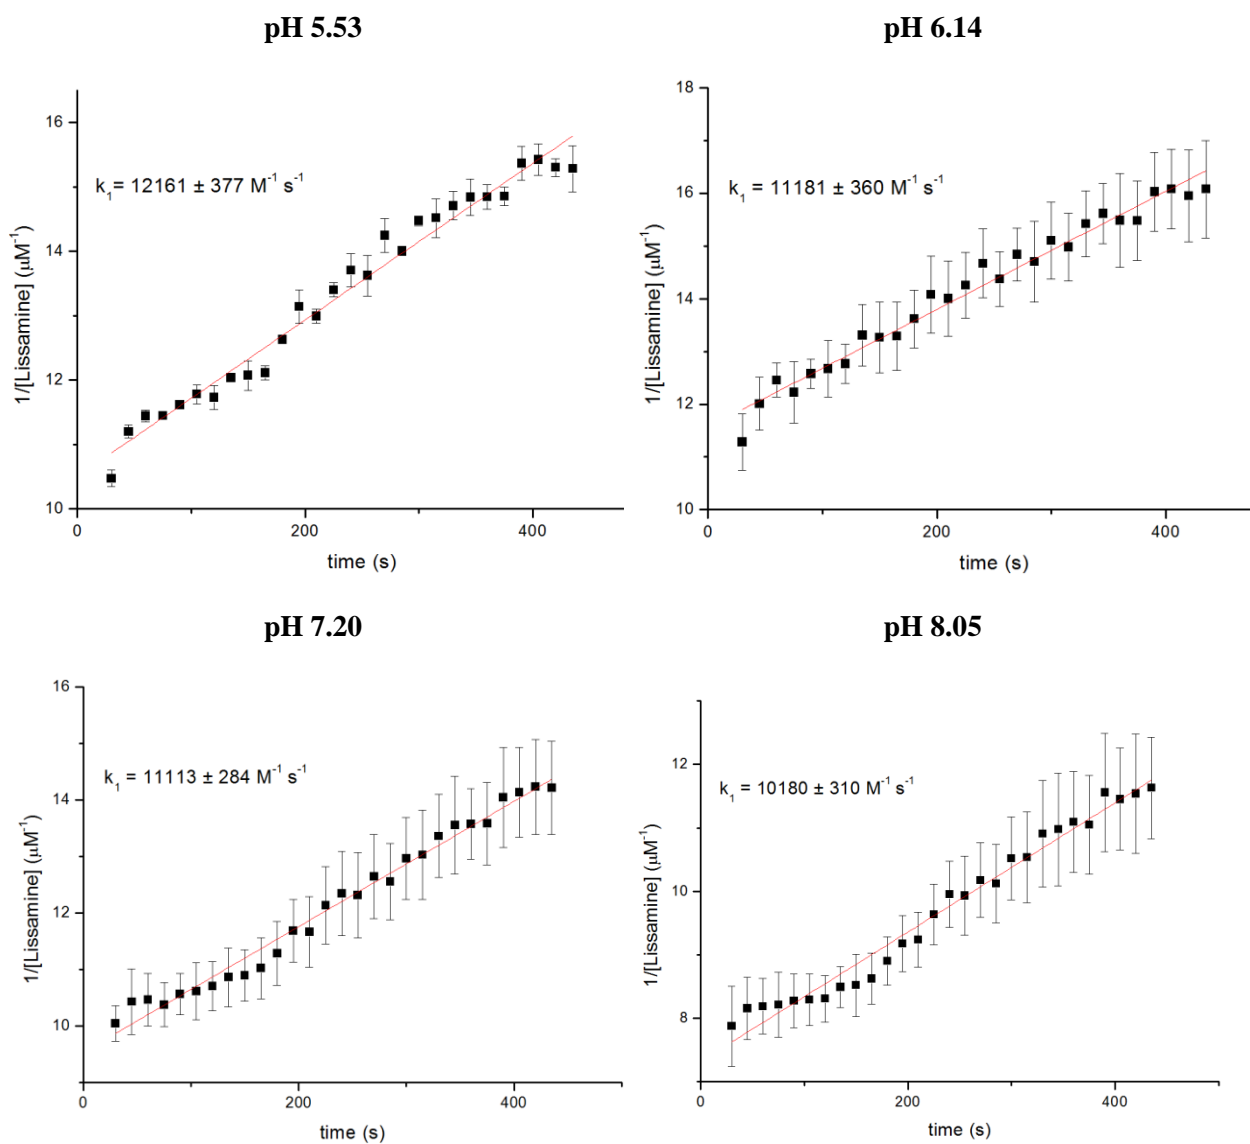 pH 5.53
16
14
12
10
0
200
400
k₁= 12161 ± 377 M⁻¹ s⁻¹
1/[Lissamine] (μM⁻¹)
time (s)
pH 6.14
18
16
14
12
10
0
200
400
k₁ = 11181 ± 360 M⁻¹ s⁻¹
1/[Lissamine] (μM⁻¹)
time (s)
pH 7.20
16
14
12
10
0
200
400
k₁ = 11113 ± 284 M⁻¹ s⁻¹
1/[Lissamine] (μM⁻¹)
time (s)
pH 8.05
12
10
8
0
200
400
k₁ = 10180 ± 310 M⁻¹ s⁻¹
1/[Lissamine] (μM⁻¹)
time (s)